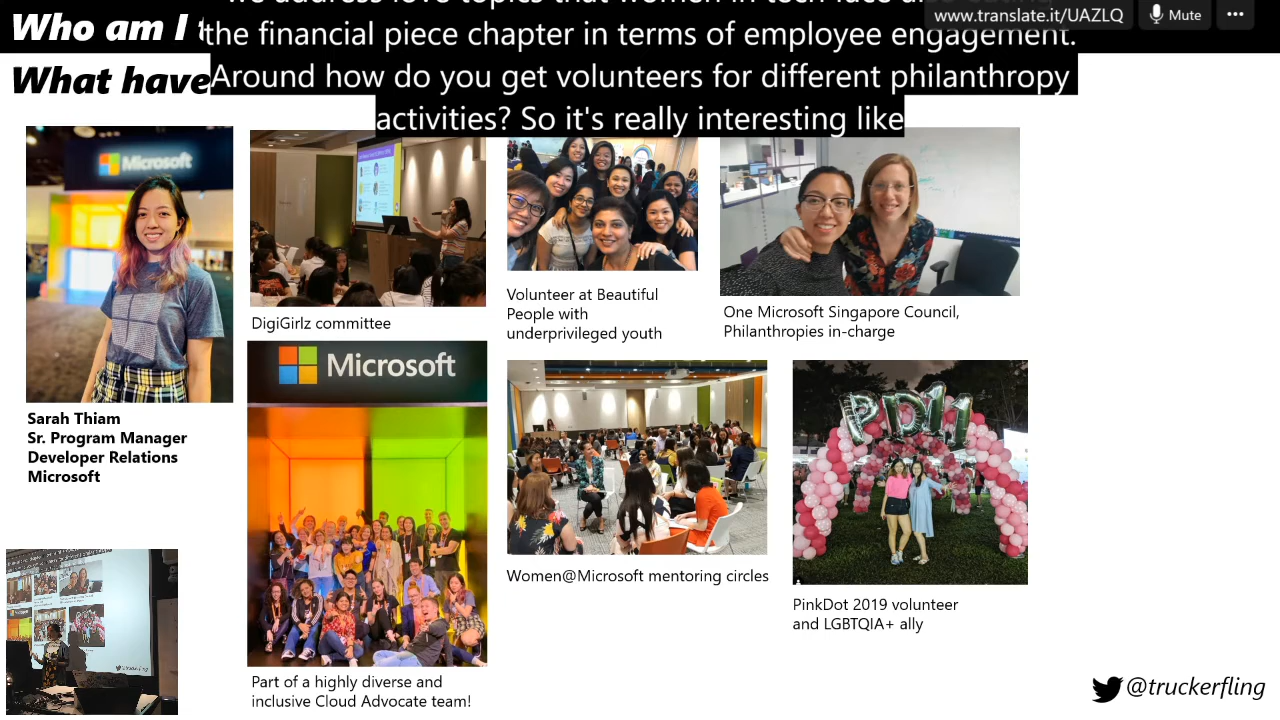 Who am I
we address love topics that women in tech face
the financial piece chapter in terms of employee engagement.
Around how do you get volunteers for different philanthropy
activities? So it's really interesting like
www.translate.it/UAZLQ
Mute
What have
Microsoft
Sarah Thiam
Sr. Program Manager
Developer Relations
Microsoft
DigiGirlz committee
Microsoft
Part of a highly diverse and
inclusive Cloud Advocate team!
Volunteer at Beautiful
People with
underprivileged youth
Women@Microsoft mentoring circles
One Microsoft Singapore Council,
Philanthropies in-charge
PD11
PinkDot 2019 volunteer
and LGBTQIA+ ally
@truckerfling
@truckerfling